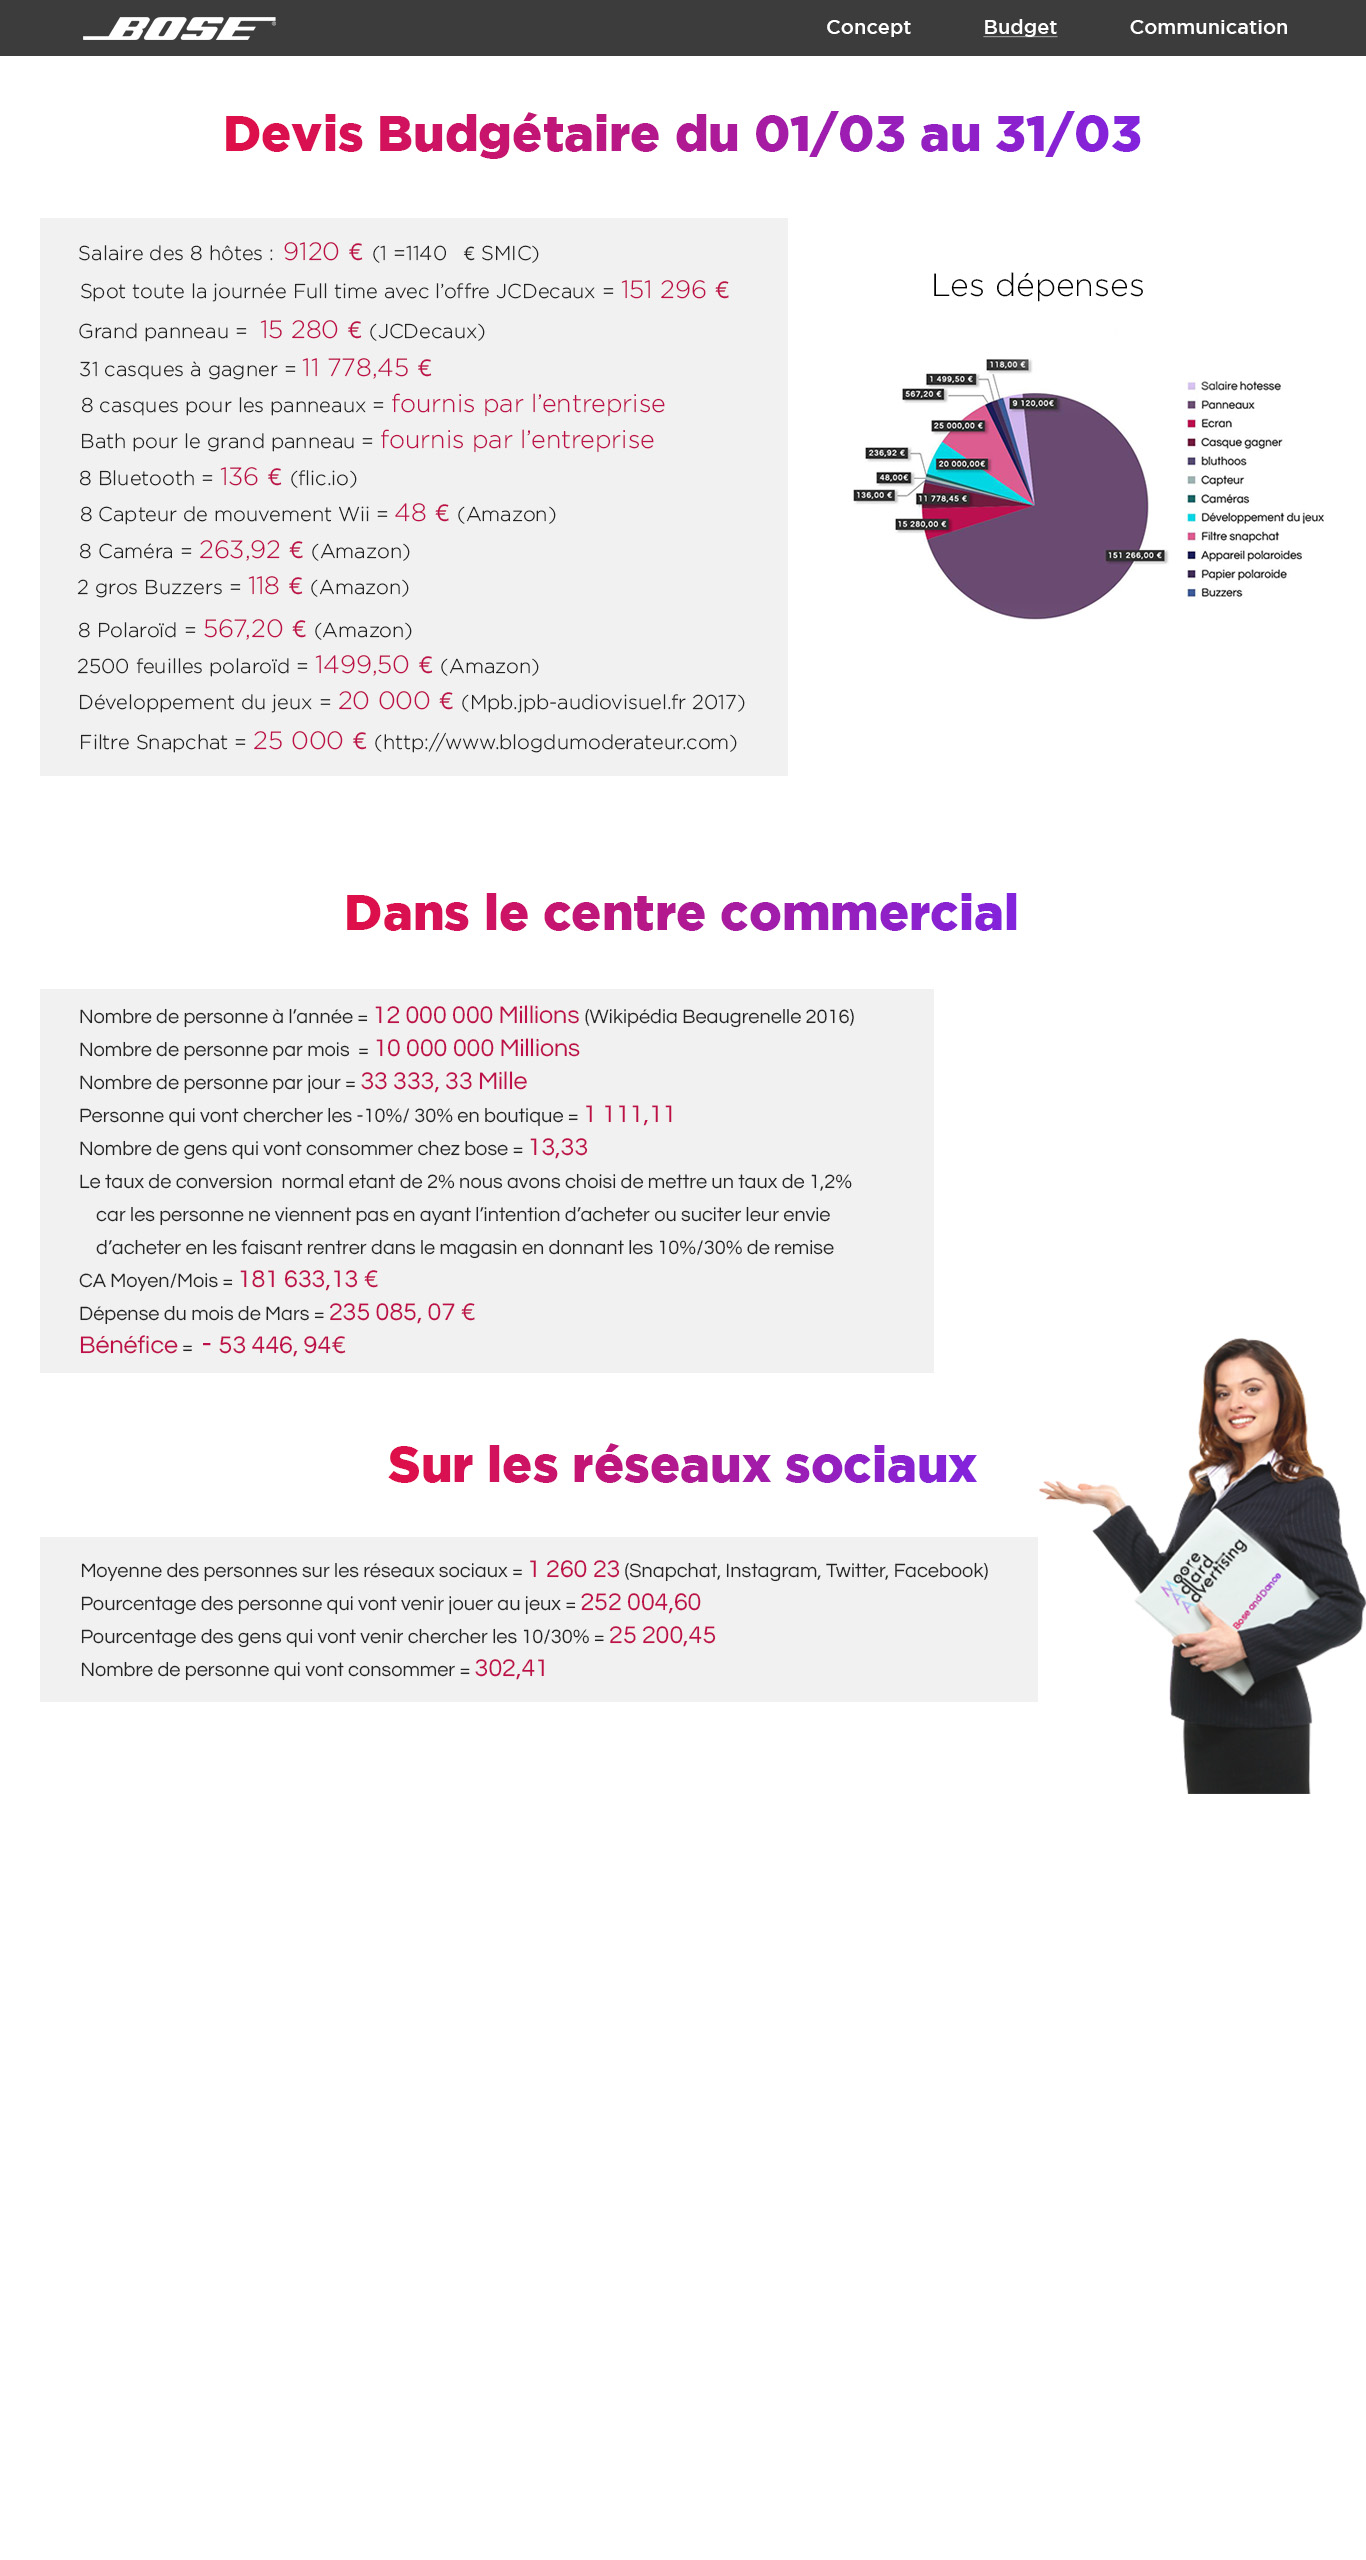 BOSE
Concept
Budget
Communication
Devis Budgétaire du 01/03 au 31/03
Salaire des 8 hôtes : 9120 € (1 =1140 € SMIC)
Spot toute la journée Full time avec l’offre JCDecaux = 151 296 €
Grand panneau = 15 280 € (JCDecaux)
31 casques à gagner = 11 778,45 €
8 casques pour les panneaux = fournis par l’entreprise
Bath pour le grand panneau = fournis par l’entreprise
8 Bluetooth = 136 € (flic.io)
8 Capteur de mouvement Wii = 48 € (Amazon)
8 Caméra = 263,92 € (Amazon)
2 gros Buzzers = 118 € (Amazon)
8 Polaroïd = 567,20 € (Amazon)
2500 feuilles polaroïd = 1499,50 € (Amazon)
Développement du jeux = 20 000 € (Mpb.jpb-audiovisuel.fr 2017)
Filtre Snapchat = 25 000 € (http://www.blogdumoderateur.com)
Les dépenses
118,00 €
1 499,50 €
567,20 €
9 120,00€
25 000,00 €
236,92 €
20 000,00€
48,00€
136,00 €
11 778,45 €
15 280,00 €
151 266,00 €
Salaire hotesse
Panneaux
Ecran
Casque gagner
bluthoos
Capteur
Caméras
Développement du jeux
Filtre snapchat
Appareil polaroides
Papier polaroide
Buzzers
Dans le centre commercial
Nombre de personne à l’année = 12 000 000 Millions (Wikipédia Beaugrenelle 2016)
Nombre de personne par mois = 10 000 000 Millions
Nombre de personne par jour = 33 333, 33 Mille
Personne qui vont chercher les -10%/ 30% en boutique = 1 111,11
Nombre de gens qui vont consommer chez bose = 13,33
Le taux de conversion normal etant de 2% nous avons choisi de mettre un taux de 1,2%
car les personne ne viennent pas en ayant l’intention d’acheter ou suciter leur envie
d’acheter en les faisant rentrer dans le magasin en donnant les 10%/30% de remise
CA Moyen/Mois = 181 633,13 €
Dépense du mois de Mars = 235 085, 07 €
Bénéfice = - 53 446, 94€
Sur les réseaux sociaux
Moyenne des personnes sur les réseaux sociaux = 1 260 23 (Snapchat, Instagram, Twitter, Facebook)
Pourcentage des personne qui vont venir jouer au jeux = 252 004,60
Pourcentage des gens qui vont venir chercher les 10/30% = 25 200,45
Nombre de personne qui vont consommer = 302,41
Moore
Adlard
Advertising
Bose and Dance